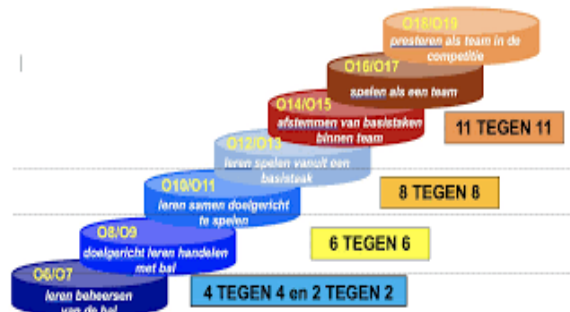 O18/O19
presteren als team in de
competitie
O16/O17
spelen als een team
O14/O15
afstemmen van basistaken
binnen team
11 TEGEN 11
O12/O13
leren spelen vanuit een
basistaak
8 TEGEN 8
O10/O11
leren samen doelgericht
te spelen
6 TEGEN 6
O8/O9
doelgericht leren handelen
met bal
O6/O7
leren beheersen
van de bal
4 TEGEN 4 en 2 TEGEN 2